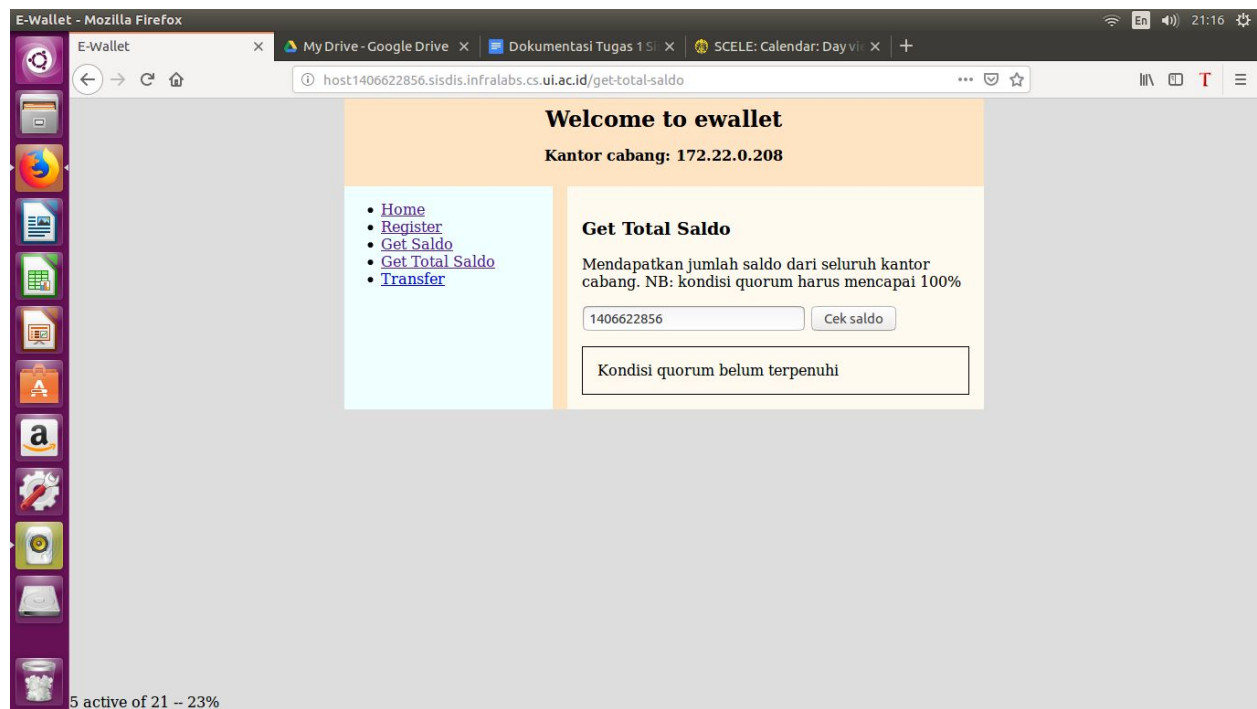 E-Wallet - Mozilla Firefox
En
21:16
E-Wallet
My Drive - Google Drive
Dokumentasi Tugas 1 Si
SCELE: Calendar: Day vie
host1406622856.sisdis.infralabs.cs.ui.ac.id/get-total-saldo
T
Welcome to ewallet
Kantor cabang: 172.22.0.208
Home
Register
Get Saldo
Get Total Saldo
Transfer
Get Total Saldo
Mendapatkan jumlah saldo dari seluruh kantor
cabang. NB: kondisi quorum harus mencapai 100%
1406622856
Cek saldo
Kondisi quorum belum terpenuhi
5 active of 21 -- 23%